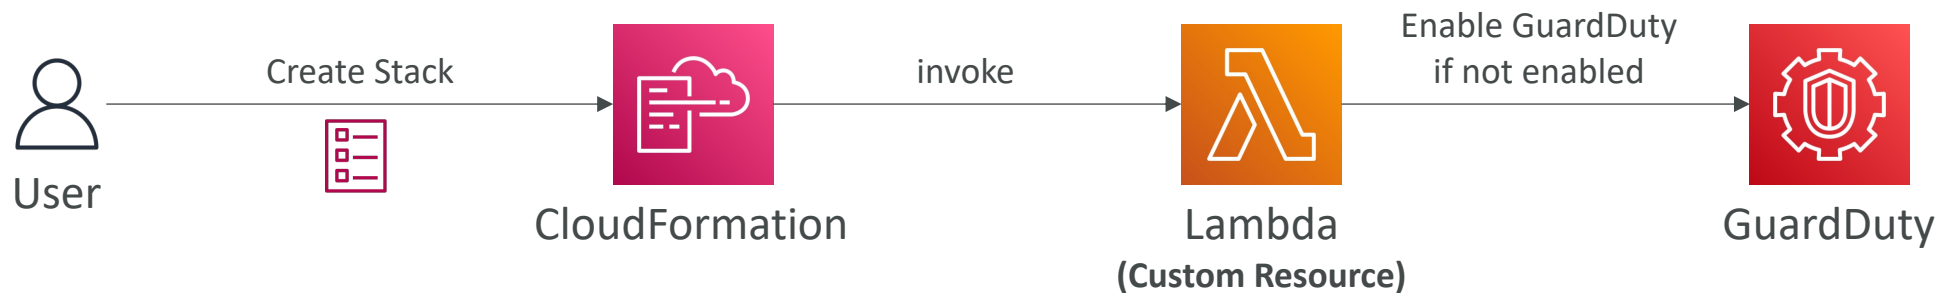 User
Create Stack
CloudFormation
invoke
Lambda
(Custom Resource)
Enable GuardDuty
if not enabled
GuardDuty